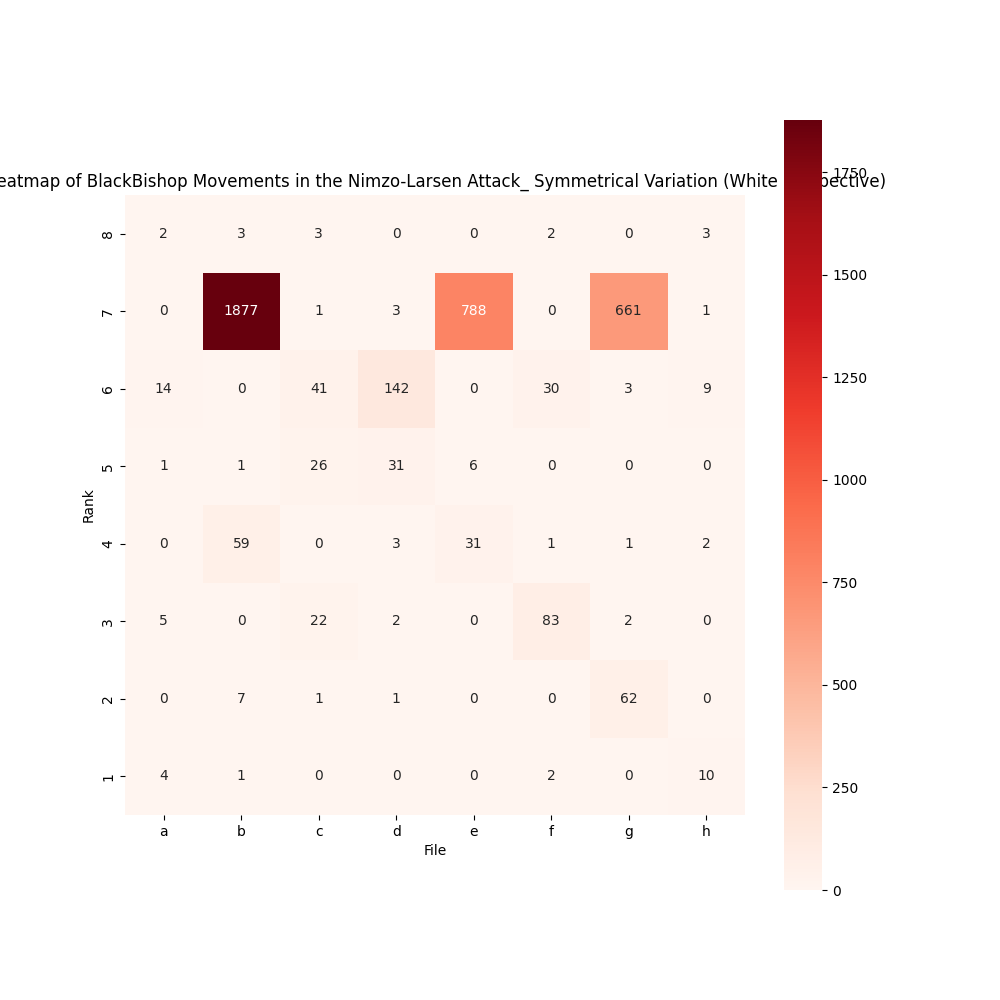 eatmap of BlackBishop Movements in the Nimzo-Larsen Attack_ Symmetrical Variation (White pective)
8 2 3 3 0 0 2 0 3
7 0 1877 1 3 788 0 661 1
6 14 0 41 142 0 30 3 9
5 1 1 26 31 6 0 0 0
Rank
4 0 59 0 3 31 1 1 2
3 5 0 22 2 0 83 2 0
2 0 7 1 1 0 0 62 0
1 4 1 0 0 0 2 0 10
a b c d e f g h
File
1750
1500
1250
1000
750
500
250
0